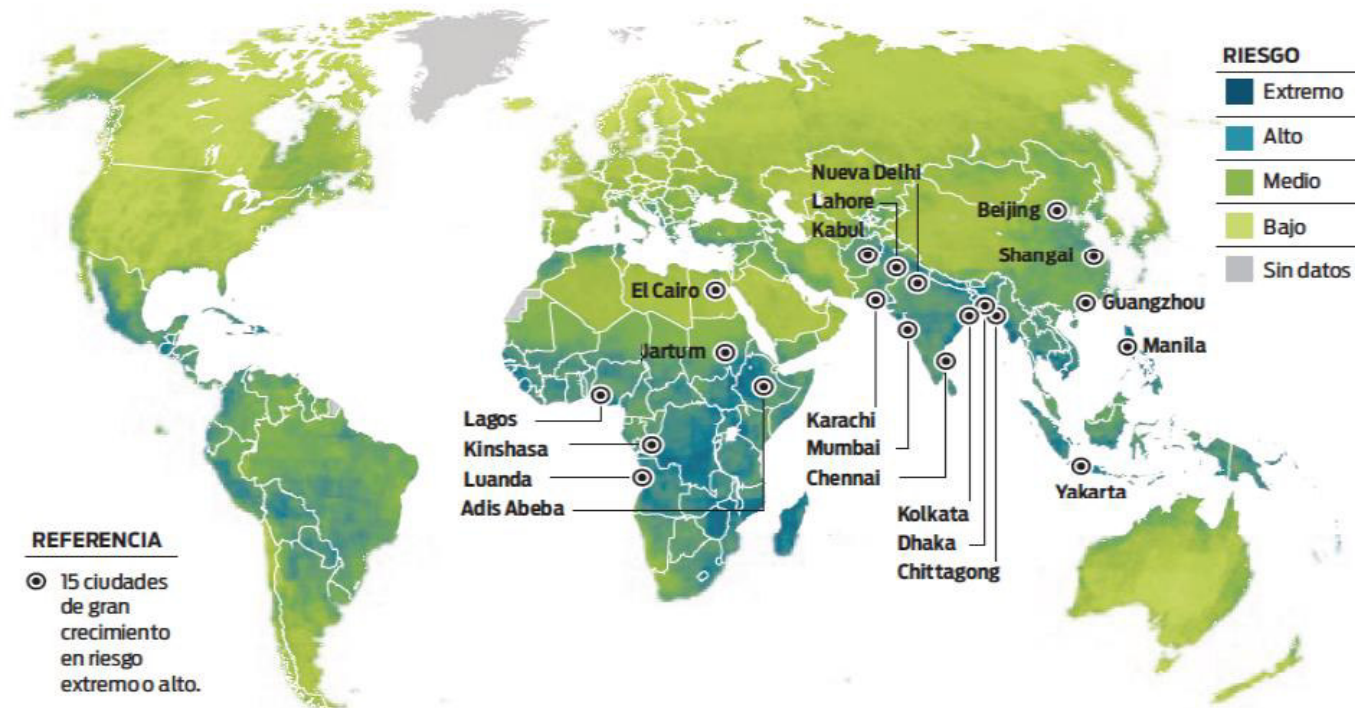 RIESGO
Extremo
Alto
Medio
Bajo
Sin datos
Nueva Delhi
Lahore
Kabul
Beijing
Shangai
Guangzhou
Manila
El Cairo
Jartum
Lagos
Kinshasa
Luanda
Adis Abeba
Karachi
Mumbai
Chennai
Kolkata
Dhaka
Chittagong
Yakarta
REFERENCIA
15 ciudades
de gran
crecimiento
en riesgo
extremo o alto.